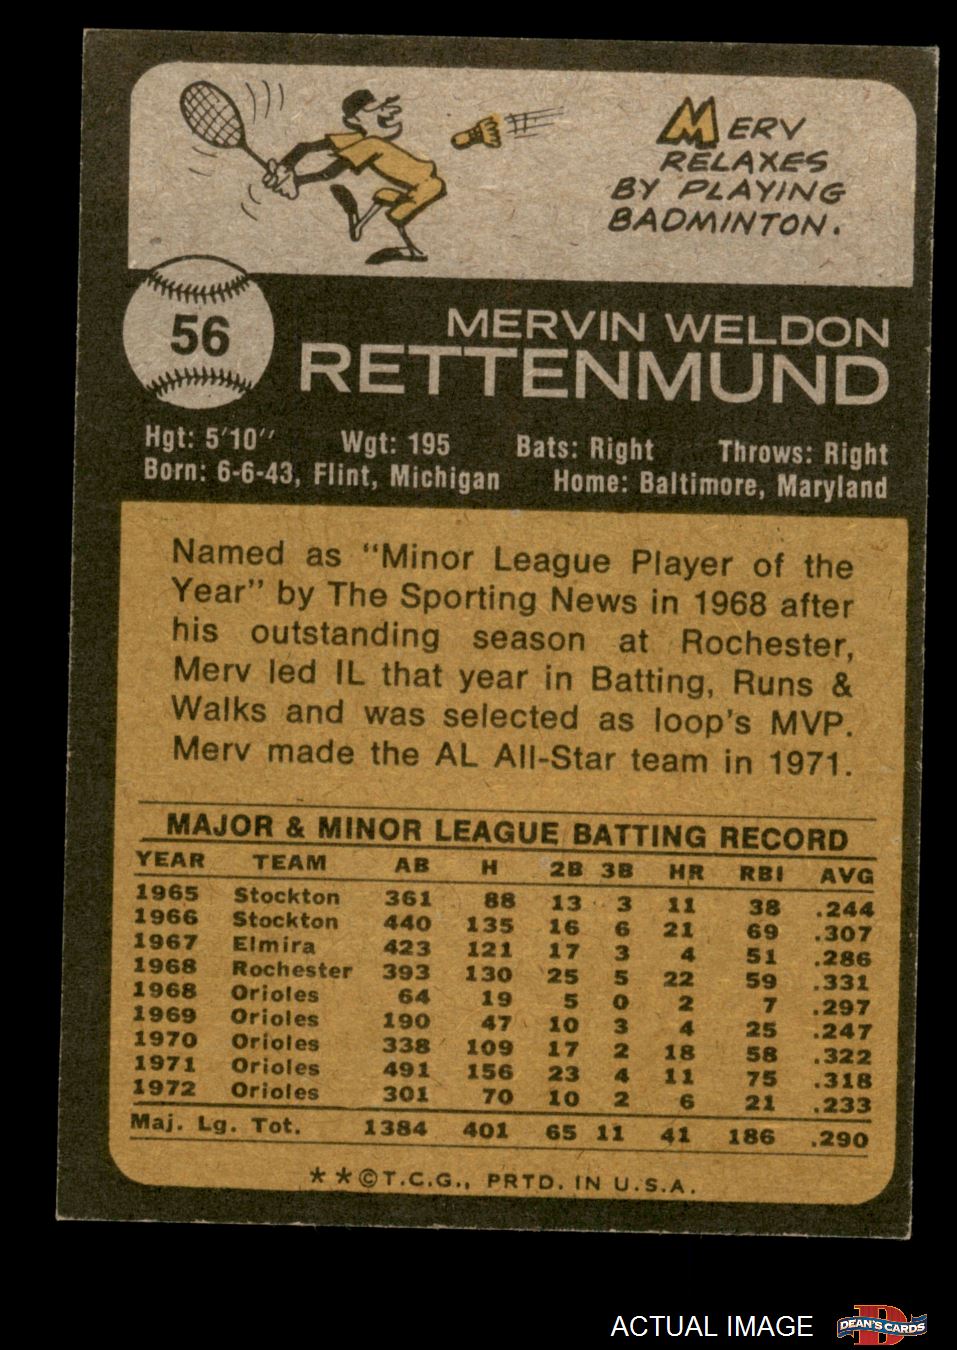 MERV
RELAXES
BY PLAYING
BADMINTON.
56
MERVIN WELDON
RETTENMUND
Hgt: 5'10'' Wgt: 195 Bats: Right Throws: Right
Born: 6-6-43, Flint, Michigan Home: Baltimore, Maryland
Named as "Minor League Player of the
Year" by The Sporting News in 1968 after
his outstanding season at Rochester,
Merv led IL that year in Batting, Runs &
Walks and was selected as loop's MVP.
Merv made the AL All-Star team in 1971.
MAJOR & MINOR LEAGUE BATTING RECORD
YEAR TEAM AB H 2B 3B HR RBI AVG
1965 Stockton 361 88 13 3 11 38 .244
1966 Stockton 440 135 16 6 21 69 .307
1967 Elmira 423 121 17 3 4 51 .286
1968 Rochester 393 130 25 5 22 59 .331
1968 Orioles 64 19 5 0 2 7 .297
1969 Orioles 190 47 10 3 4 25 .247
1970 Orioles 338 109 17 2 18 58 .322
1971 Orioles 491 156 23 4 11 75 .318
1972 Orioles 301 70 10 2 6 21 .233
Maj. Lg. Tot. 1384 401 65 11 41 186 .290
**©T.C.G., PRTD. IN U.S.A.
ACTUAL IMAGE
D
DEAN'S CARDS